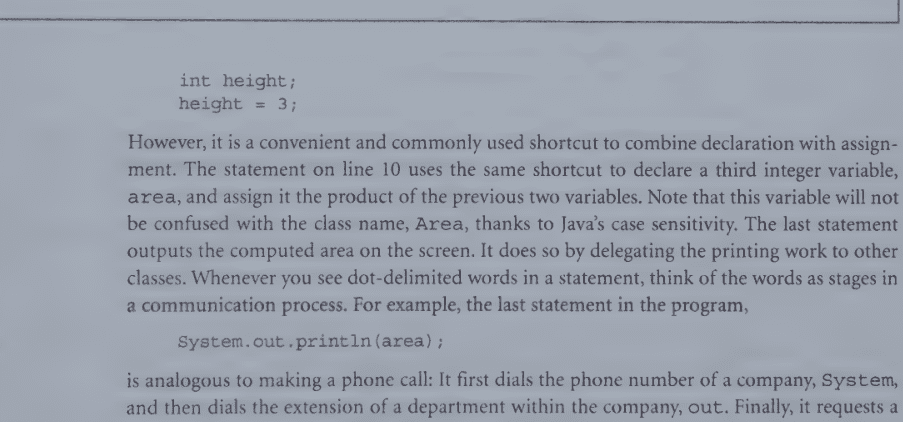 int height;
height = 3;
However, it is a convenient and commonly used shortcut to combine declaration with assign-
ment. The statement on line 10 uses the same shortcut to declare a third integer variable,
area, and assign it the product of the previous two variables. Note that this variable will not
be confused with the class name, Area, thanks to Java's case sensitivity. The last statement
outputs the computed area on the screen. It does so by delegating the printing work to other
classes. Whenever you see dot-delimited words in a statement, think of the words as stages in
a communication process. For example, the last statement in the program,
System.out.println(area);
is analogous to making a phone call: It first dials the phone number of a company, System,
and then dials the extension of a department within the company, out. Finally, it requests a